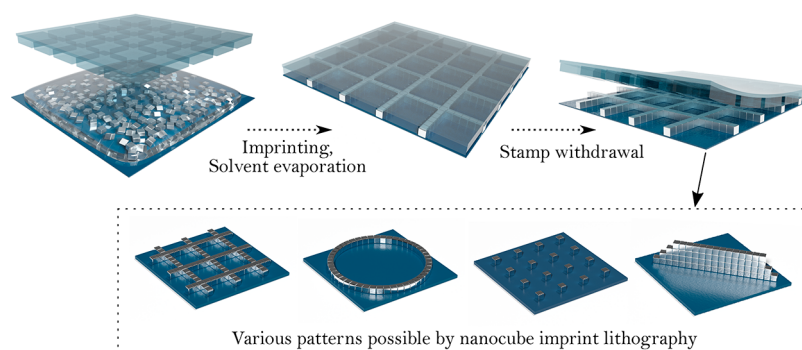 Imprinting,
Solvent evaporation
Stamp withdrawal
Various patterns possible by nanocube imprint lithography